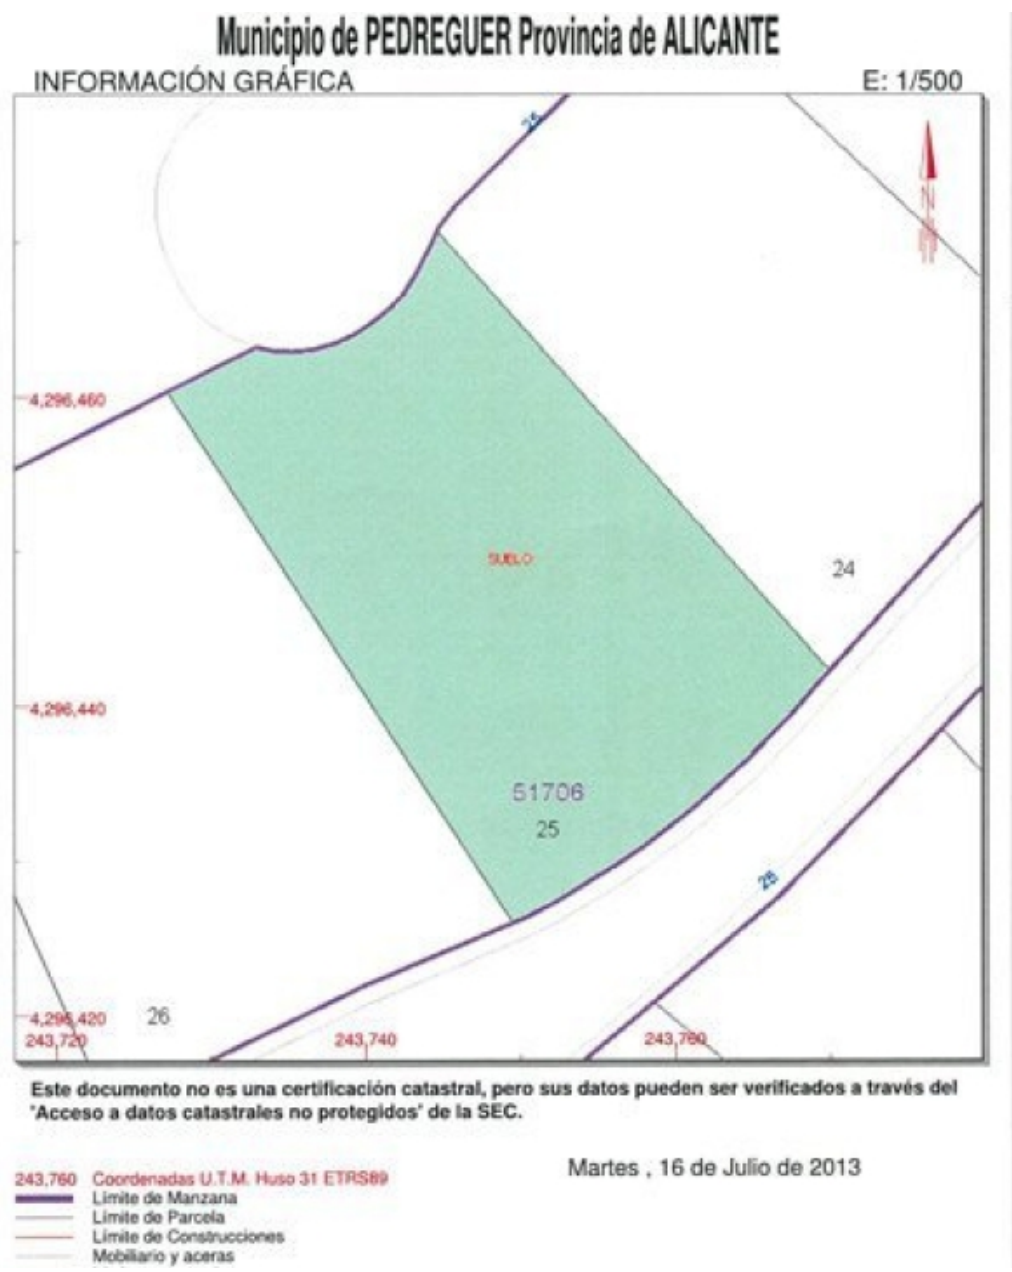 Municipio de PEDREGUER Provincia de ALICANTE
INFORMACIÓN GRÁFICA
E: 1/500
25
N
4,296,460
SUELO
24
4,296,440
51706
25
25
4,296,420
26
243,720
243,740
243,760
Este documento no es una certificación catastral, pero sus datos pueden ser verificados a través del
"Acceso a datos catastrales no protegidos" de la SEC.
Martes , 16 de Julio de 2013
243,760 Coordenadas U.T.M. Huso 31 ETRS89
Límite de Manzana
Límite de Parcela
Límite de Construcciones
Mobiliario y aceras